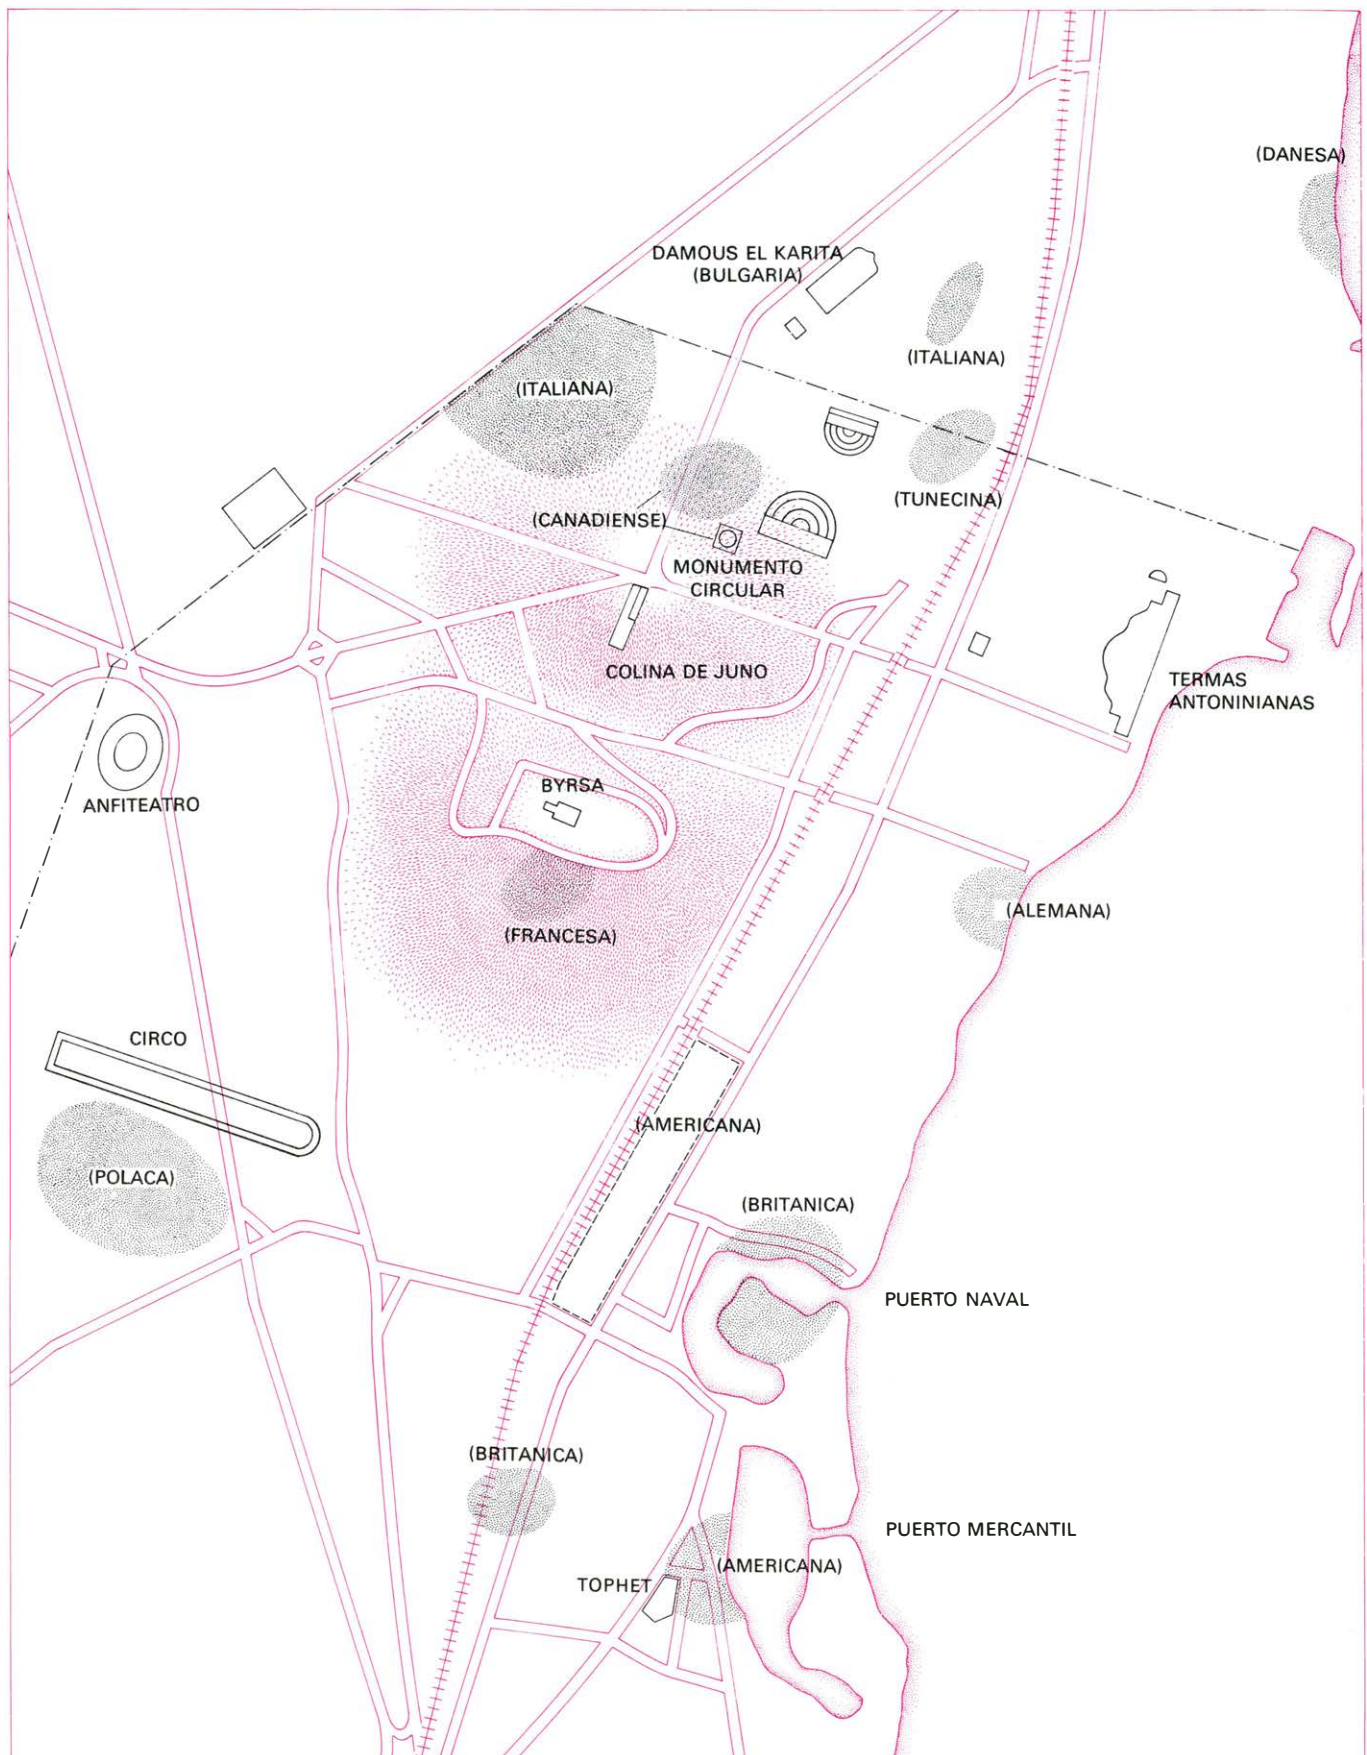 (DANESA)
DAMOUS EL KARITA
(BULGARIA)
(ITALIANA)
(ITALIANA)
(TUNECINA)
(CANADIENSE)
MONUMENTO
CIRCULAR
COLINA DE JUNO
TERMAS
ANTONINIANAS
BYRSA
ANFITEATRO
(ALEMANA)
(FRANCESA)
CIRCO
(AMERICANA)
(POLACA)
(BRITANICA)
PUERTO NAVAL
(BRITANICA)
PUERTO MERCANTIL
(AMERICANA)
TOPHET